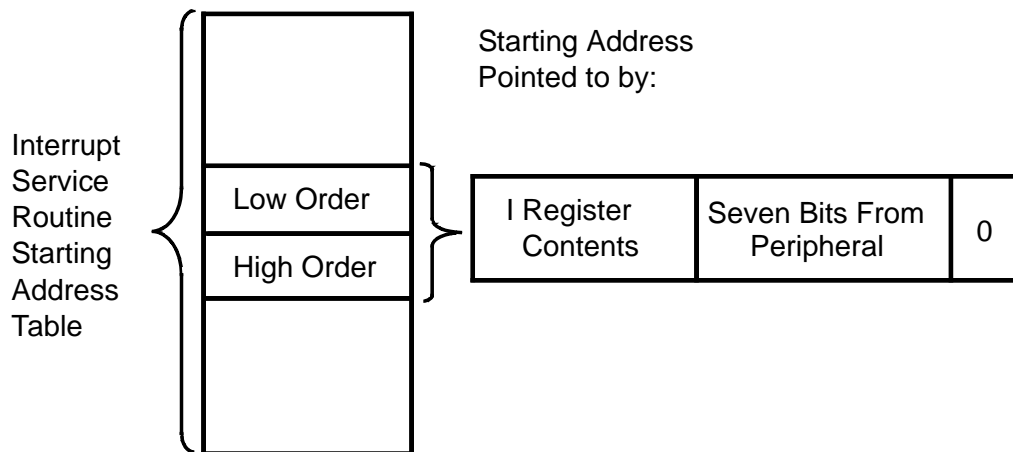 Starting Address
Pointed to by:
Interrupt
Service
Routine
Starting
Address
Table
Low Order
High Order
I Register
Contents
Seven Bits From
Peripheral
0